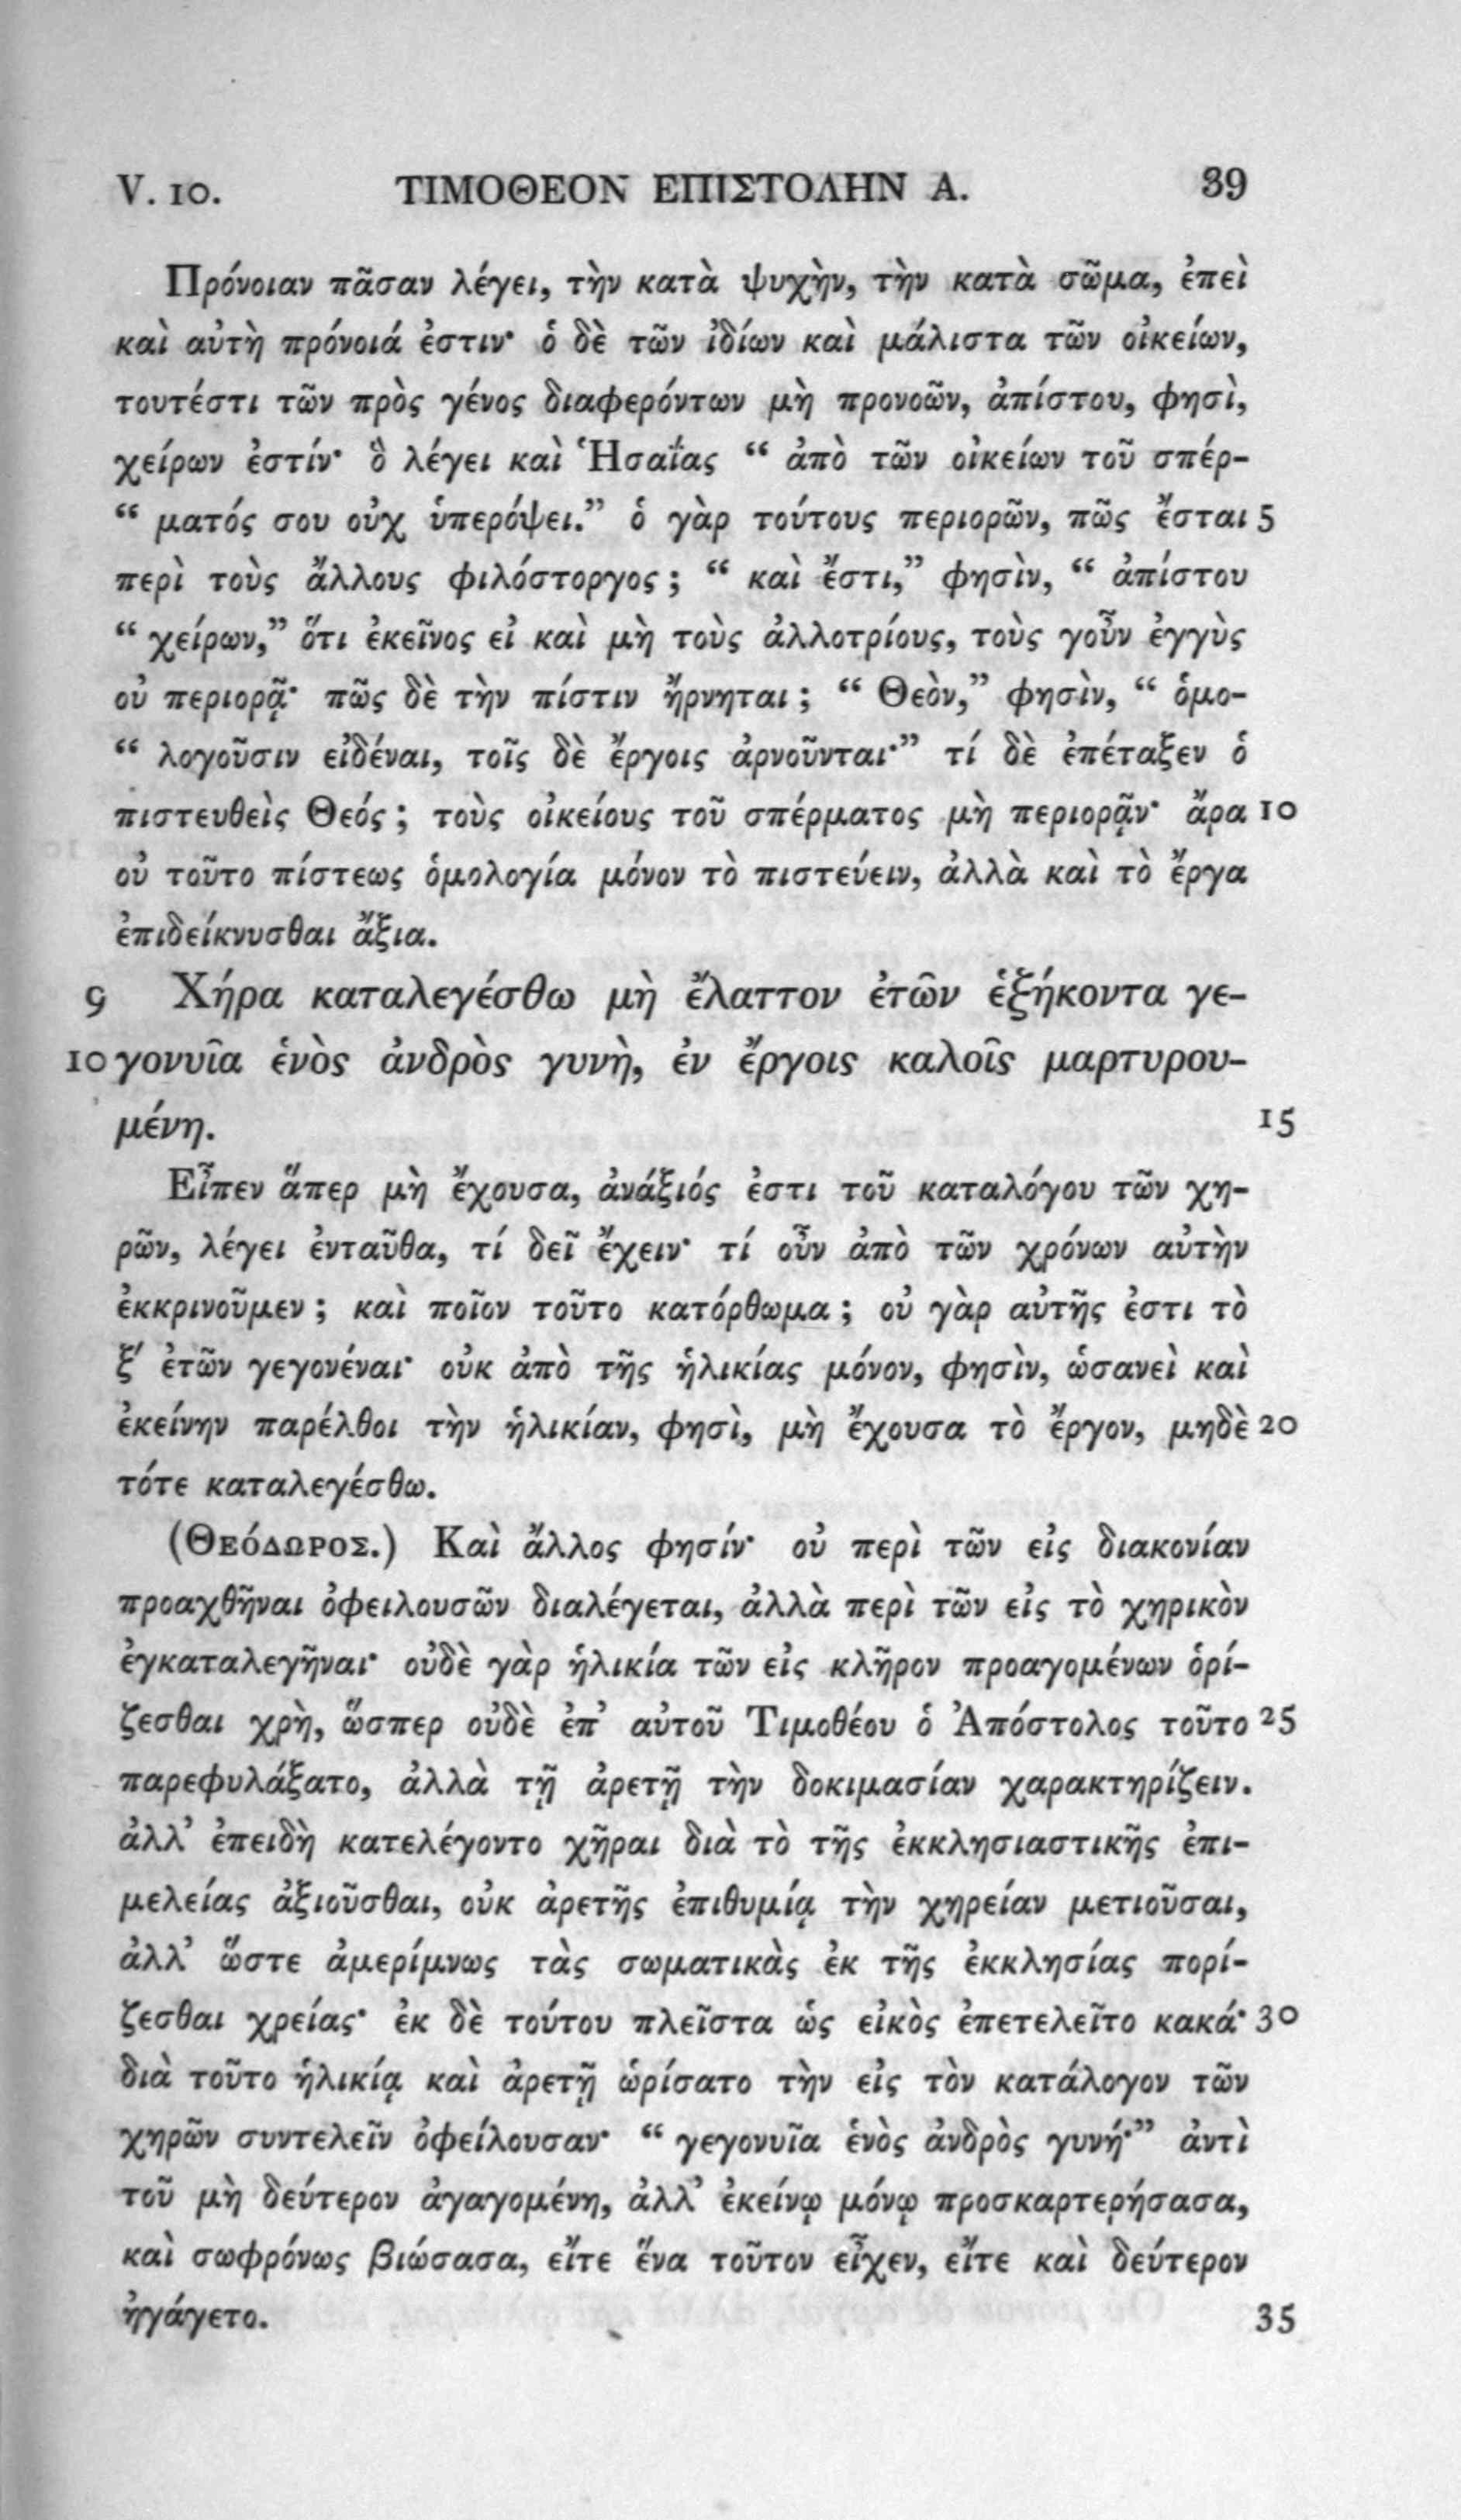 V. 10. ΤΙΜΟΘΕΟΝ ΕΠΙΣΤΟΛΗΝ Α. 39
Πρόνοιαν πᾶσαν λέγει, τὴν κατὰ ψυχὴν, τὴν κατὰ σῶμα, ἐπεὶ
καὶ αὐτὴ πρόνοιά ἐστιν· ὁ δὲ τῶν ἰδίων καὶ μάλιστα τῶν οἰκείων,
τουτέστι τῶν πρὸς γένος διαφερόντων μὴ προνοῶν, ἀπίστου, φησὶ,
χείρων ἐστίν· ὃ λέγει καὶ Ἡσαΐας “ ἀπὸ τῶν οἰκείων τοῦ σπέρ-
“ ματός σου οὐχ ὑπερόψει.” ὁ γὰρ τούτους περιορῶν, πῶς ἔσται 5
περὶ τοὺς ἄλλους φιλόστοργος ; “ καὶ ἔστι,” φησὶν, “ ἀπίστου
“ χείρων,” ὅτι ἐκεῖνος εἰ καὶ μὴ τοὺς ἀλλοτρίους, τοὺς γοῦν ἐγγὺς
οὐ περιορᾷ· πῶς δὲ τὴν πίστιν ἤρνηται ; “ Θεὸν,” φησὶν, “ ὁμο-
“ λογοῦσιν εἰδέναι, τοῖς δὲ ἔργοις ἀρνοῦνται·” τί δὲ ἐπέταξεν ὁ
πιστευθεὶς Θεός ; τοὺς οἰκείους τοῦ σπέρματος μὴ περιορᾷν· ἄρα 10
οὐ τοῦτο πίστεως ὁμολογία μόνον τὸ πιστεύειν, ἀλλὰ καὶ τὸ ἔργα
ἐπιδείκνυσθαι ἄξια.
9 Χήρα καταλεγέσθω μὴ ἔλαττον ἐτῶν ἑξήκοντα γε-
10 γονυῖα ἑνὸς ἀνδρὸς γυνὴ, ἐν ἔργοις καλοῖς μαρτυρου-
μένη. 15
Εἶπεν ἅπερ μὴ ἔχουσα, ἀνάξιός ἐστι τοῦ καταλόγου τῶν χη-
ρῶν, λέγει ἐνταῦθα, τί δεῖ ἔχειν· τί οὖν ἀπὸ τῶν χρόνων αὐτὴν
ἐκκρινοῦμεν ; καὶ ποῖον τοῦτο κατόρθωμα ; οὐ γὰρ αὐτῆς ἐστι τὸ
ξʹ ἐτῶν γεγονέναι· οὐκ ἀπὸ τῆς ἡλικίας μόνον, φησὶν, ὡσανεὶ καὶ
ἐκείνην παρέλθοι τὴν ἡλικίαν, φησὶ, μὴ ἔχουσα τὸ ἔργον, μηδὲ 20
τότε καταλεγέσθω.
(ΘΕΌΔΩΡΟΣ.) Καὶ ἄλλος φησίν· οὐ περὶ τῶν εἰς διακονίαν
προαχθῆναι ὀφειλουσῶν διαλέγεται, ἀλλὰ περὶ τῶν εἰς τὸ χηρικὸν
ἐγκαταλεγῆναι· οὐδὲ γὰρ ἡλικία τῶν εἰς κλῆρον προαγομένων ὁρί-
ζεσθαι χρὴ, ὥσπερ οὐδὲ ἐπ’ αὐτοῦ Τιμοθέου ὁ Ἀπόστολος τοῦτο 25
παρεφυλάξατο, ἀλλὰ τῇ ἀρετῇ τὴν δοκιμασίαν χαρακτηρίζειν.
ἀλλ’ ἐπειδὴ κατελέγοντο χῆραι διὰ τὸ τῆς ἐκκλησιαστικῆς ἐπι-
μελείας ἀξιοῦσθαι, οὐκ ἀρετῆς ἐπιθυμίᾳ τὴν χηρείαν μετιοῦσαι,
ἀλλ’ ὥστε ἀμερίμνως τὰς σωματικὰς ἐκ τῆς ἐκκλησίας πορί-
ζεσθαι χρείας· ἐκ δὲ τούτου πλεῖστα ὡς εἰκὸς ἐπετελεῖτο κακά· 30
διὰ τοῦτο ἡλικίᾳ καὶ ἀρετῇ ὡρίσατο τὴν εἰς τὸν κατάλογον τῶν
χηρῶν συντελεῖν ὀφείλουσαν· “ γεγονυῖα ἑνὸς ἀνδρὸς γυνή·” ἀντὶ
τοῦ μὴ δεύτερον ἀγαγομένη, ἀλλ’ ἐκείνῳ μόνῳ προσκαρτερήσασα,
καὶ σωφρόνως βιώσασα, εἴτε ἕνα τοῦτον εἶχεν, εἴτε καὶ δεύτερον
ἠγάγετο. 35